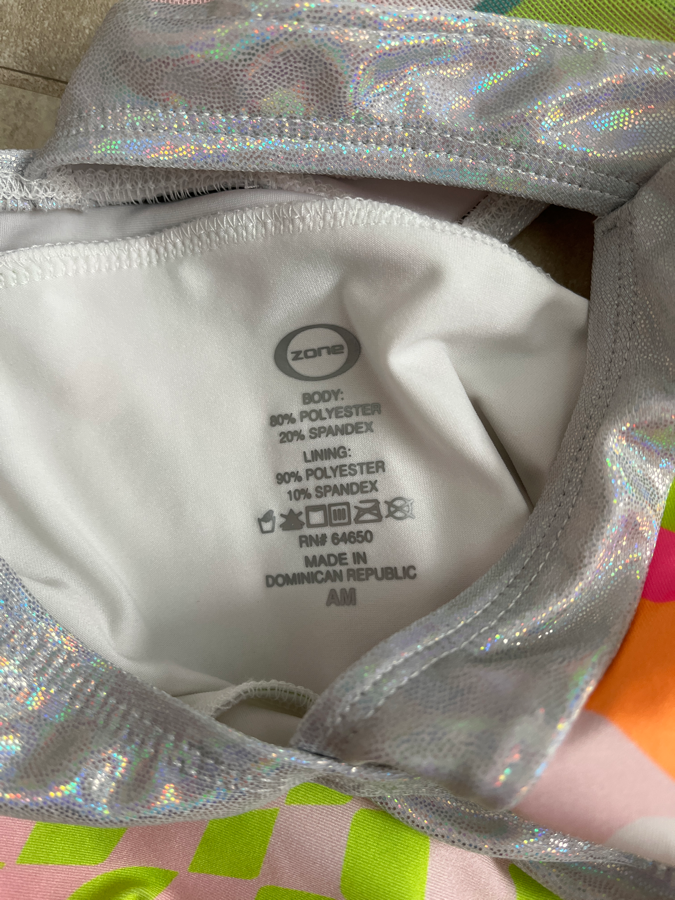 zone
BODY:
80% POLYESTER
20% SPANDEX
LINING:
90% POLYESTER
10% SPANDEX
RN# 64650
MADE IN
DOMINICAN REPUBLIC
AM